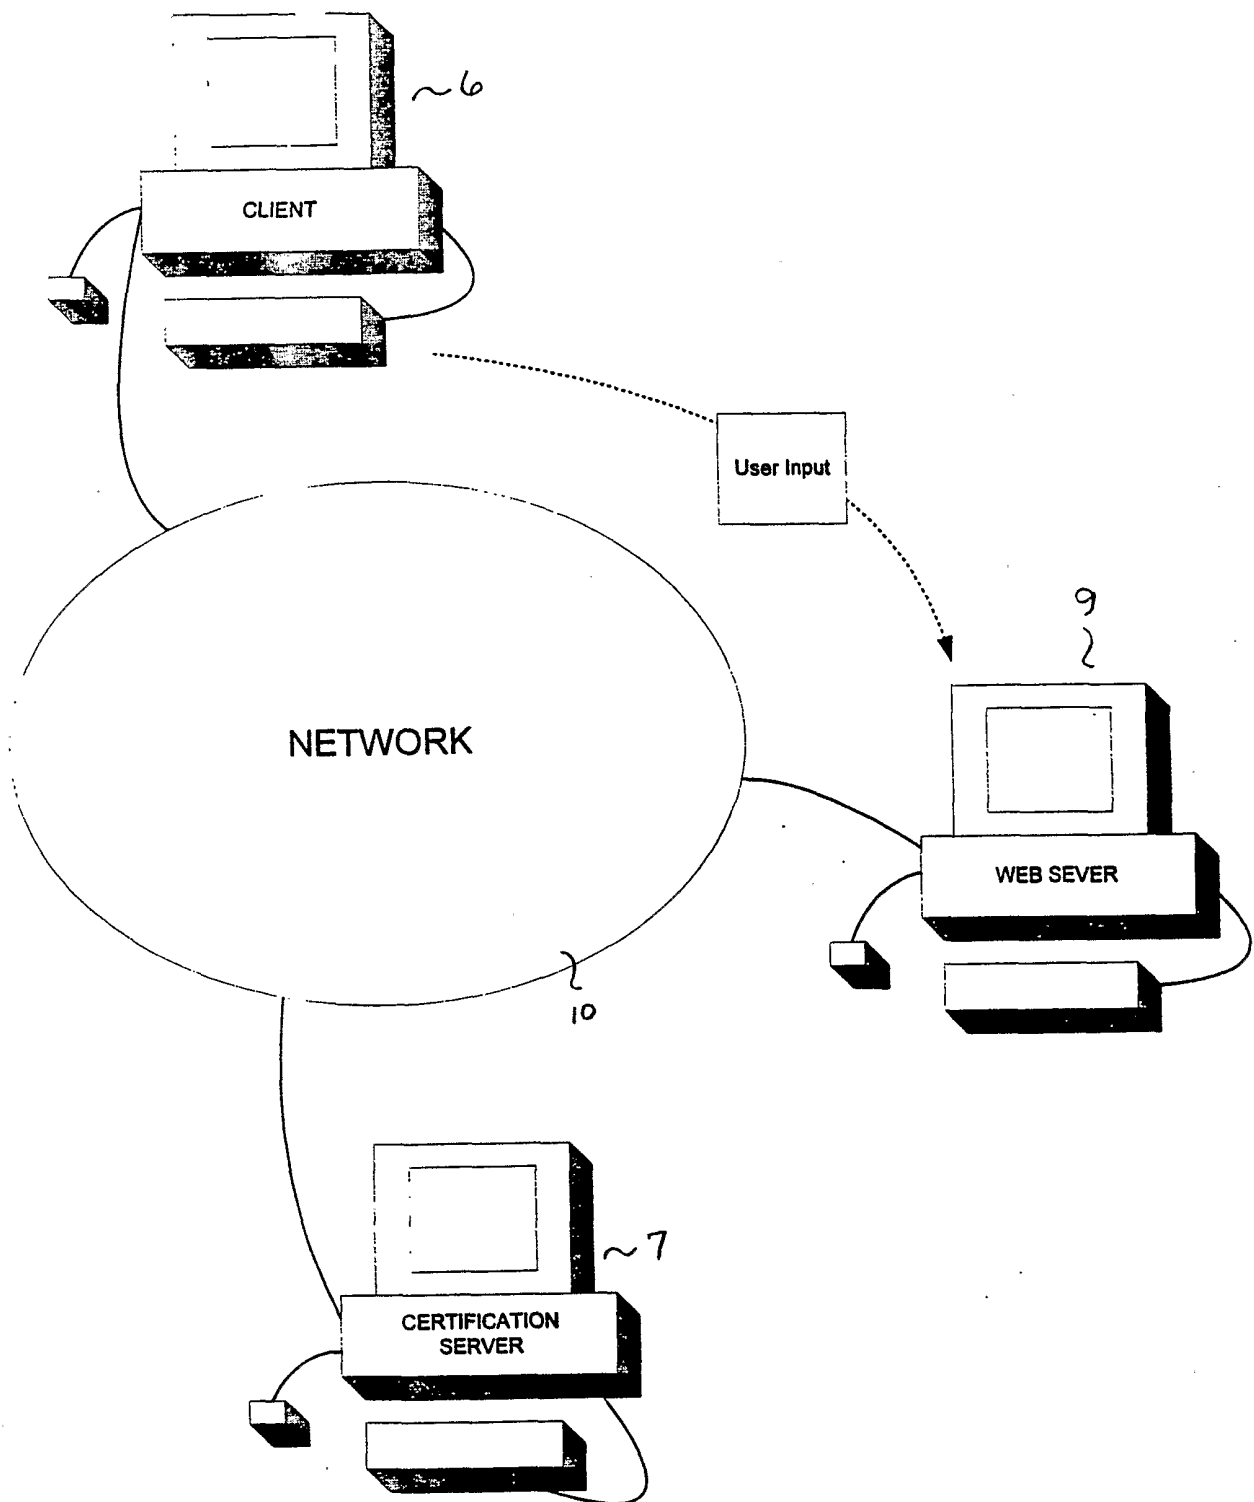 6
CLIENT
User Input
9
NETWORK
WEB SEVER
10
7
CERTIFICATION
SERVER